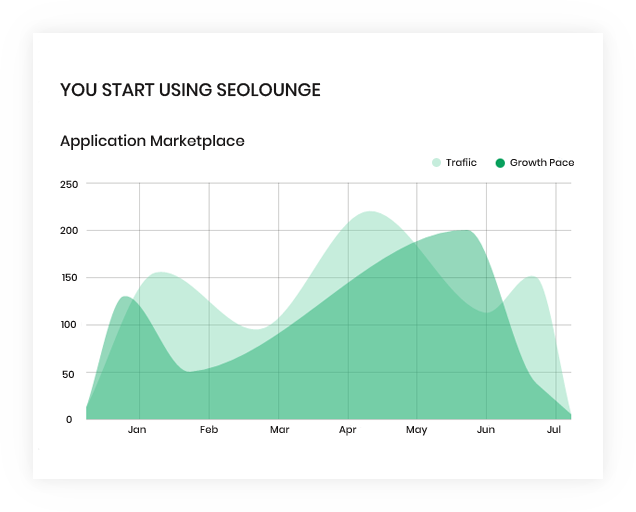 YOU START USING SEOLOUNGE
Application Marketplace
Trafiic
Growth Pace
250
200
150
100
50
0
Jan Feb Mar Apr May Jun Jul